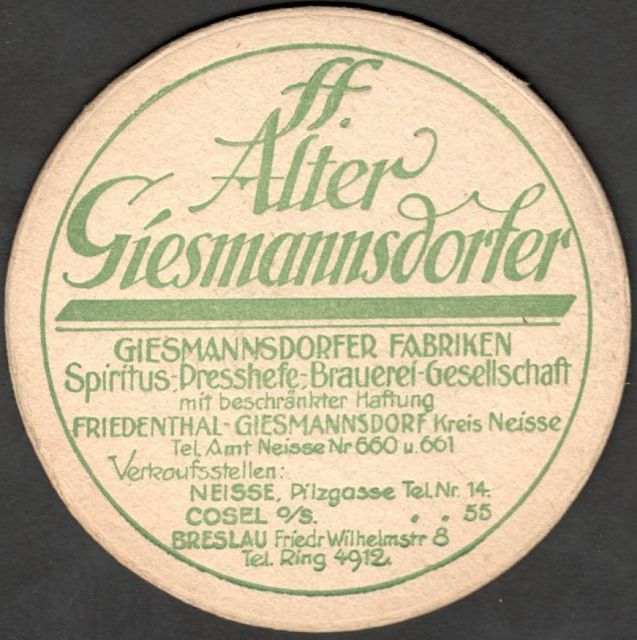 ff.
Alter
Giesmannsdorfer
GIESMANNSDORFER FABRIKEN
Spiritus-, Presshefe-, Brauerei-Gesellschaft
mit beschränkter Haftung
FRIEDENTHAL-GIESMANNSDORF Kreis Neisse
Tel. Amt Neisse Nr 660 u. 661
Verkaufsstellen:
NEISSE, Pilzgasse Tel. Nr. 14.
COSEL O/S. " " 55
BRESLAU Friedr Wilhelmstr 8
Tel. Ring 4912.